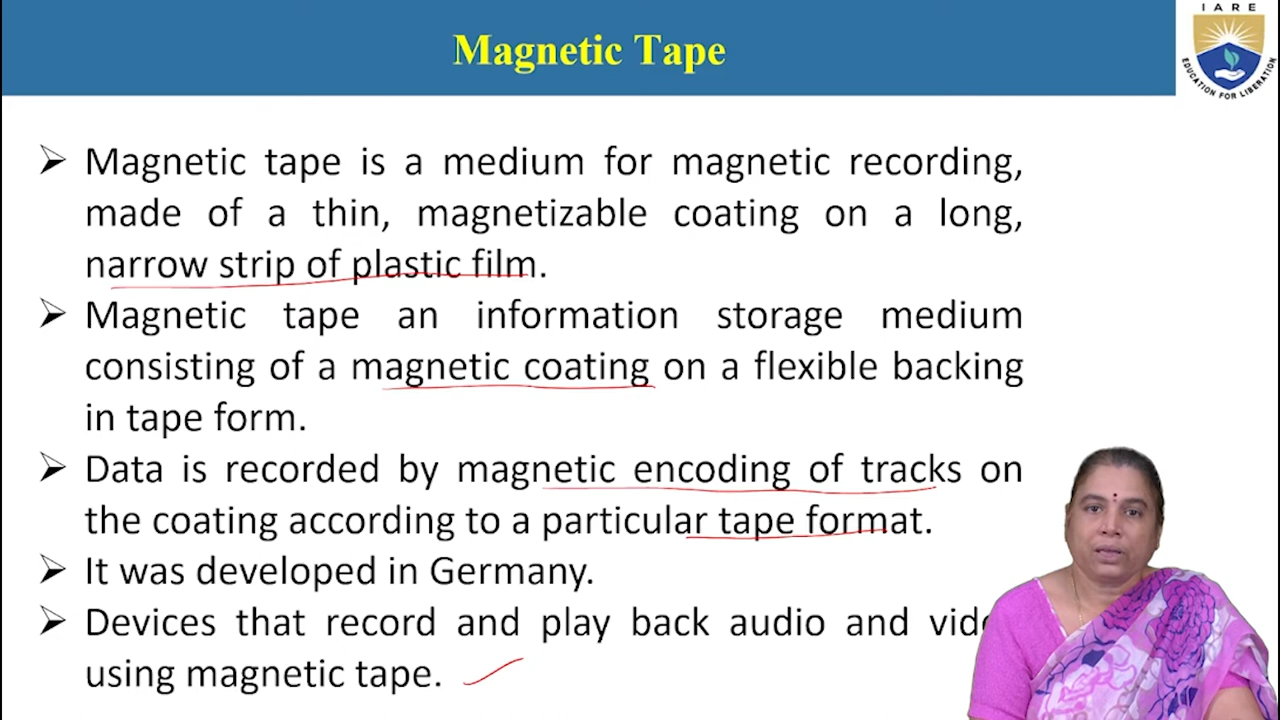 I A R E
Magnetic Tape
EDUCATION FOR LIBERATION
➢ Magnetic tape is a medium for magnetic recording,
made of a thin, magnetizable coating on a long,
narrow strip of plastic film.
➢ Magnetic tape an information storage medium
consisting of a magnetic coating on a flexible backing
in tape form.
➢ Data is recorded by magnetic encoding of tracks on
the coating according to a particular tape format.
➢ It was developed in Germany.
➢ Devices that record and play back audio and
using magnetic tape.